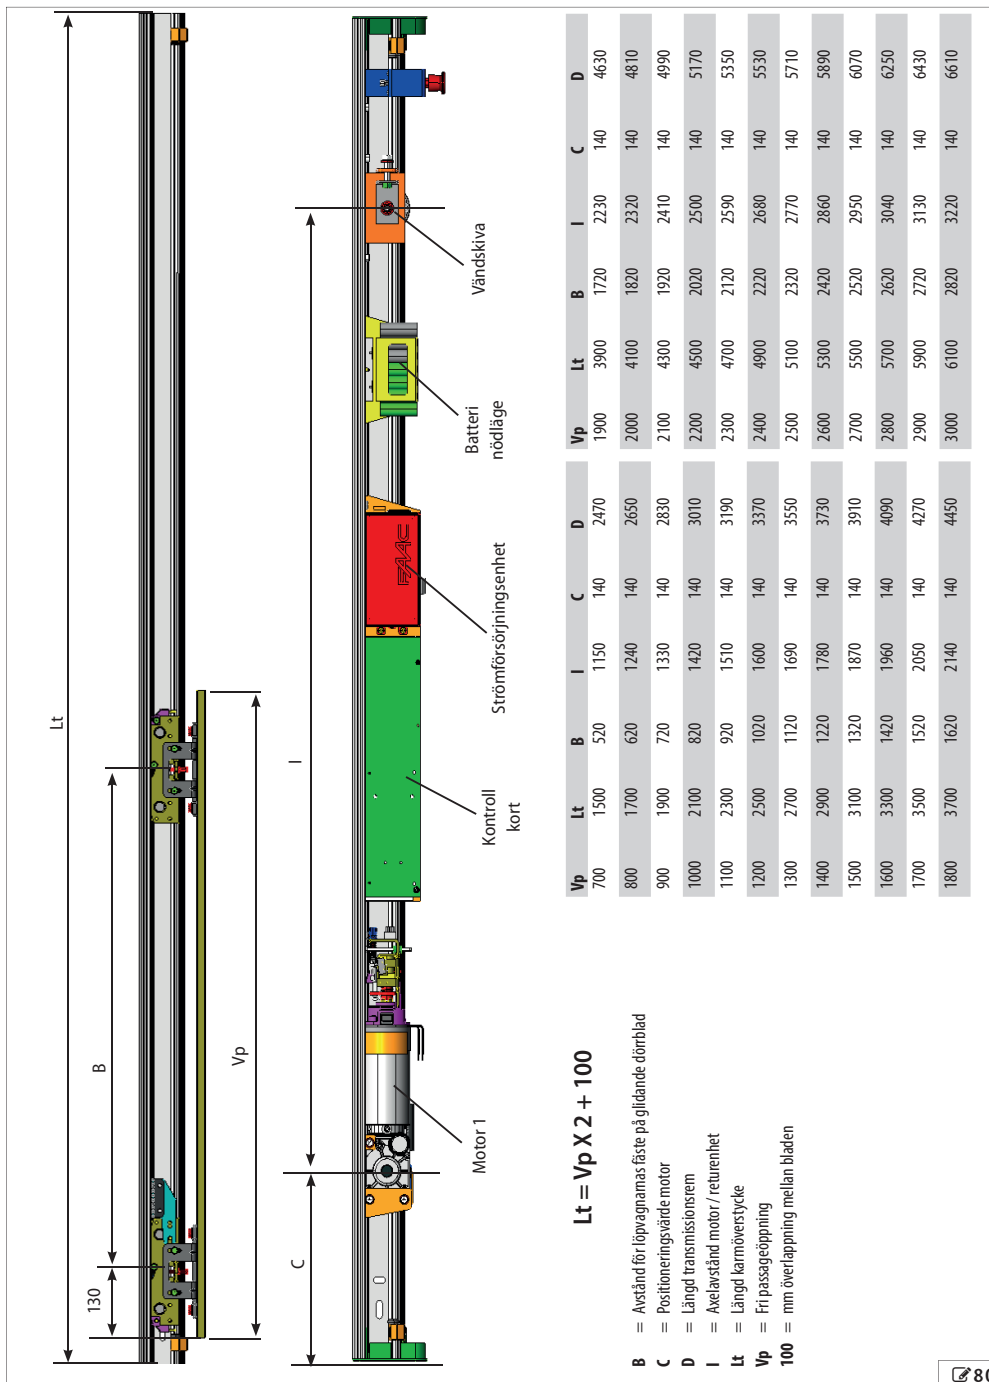 Lt
B
130
Vp
I
C
Vändskiva
Batteri
nödläge
Strömförsörjningsenhet
FAAC
Kontroll
kort
Motor 1
Lt = Vp X 2 + 100
B = Avstånd för löpvagnarnas fäste på glidande dörrblad
C = Positioneringsvärde motor
D = Längd transmissionsrem
I = Axelavstånd motor / returenhet
Lt = Längd karmöverstycke
Vp = Fri passageöppning
100 = mm överlappning mellan bladen
Vp Lt B I C D
700 1500 520 1150 140 2470
800 1700 620 1240 140 2650
900 1900 720 1330 140 2830
1000 2100 820 1420 140 3010
1100 2300 920 1510 140 3190
1200 2500 1020 1600 140 3370
1300 2700 1120 1690 140 3550
1400 2900 1220 1780 140 3730
1500 3100 1320 1870 140 3910
1600 3300 1420 1960 140 4090
1700 3500 1520 2050 140 4270
1800 3700 1620 2140 140 4450
Vp Lt B I C D
1900 3900 1720 2230 140 4630
2000 4100 1820 2320 140 4810
2100 4300 1920 2410 140 4990
2200 4500 2020 2500 140 5170
2300 4700 2120 2590 140 5350
2400 4900 2220 2680 140 5530
2500 5100 2320 2770 140 5710
2600 5300 2420 2860 140 5890
2700 5500 2520 2950 140 6070
2800 5700 2620 3040 140 6250
2900 5900 2720 3130 140 6430
3000 6100 2820 3220 140 6610
80